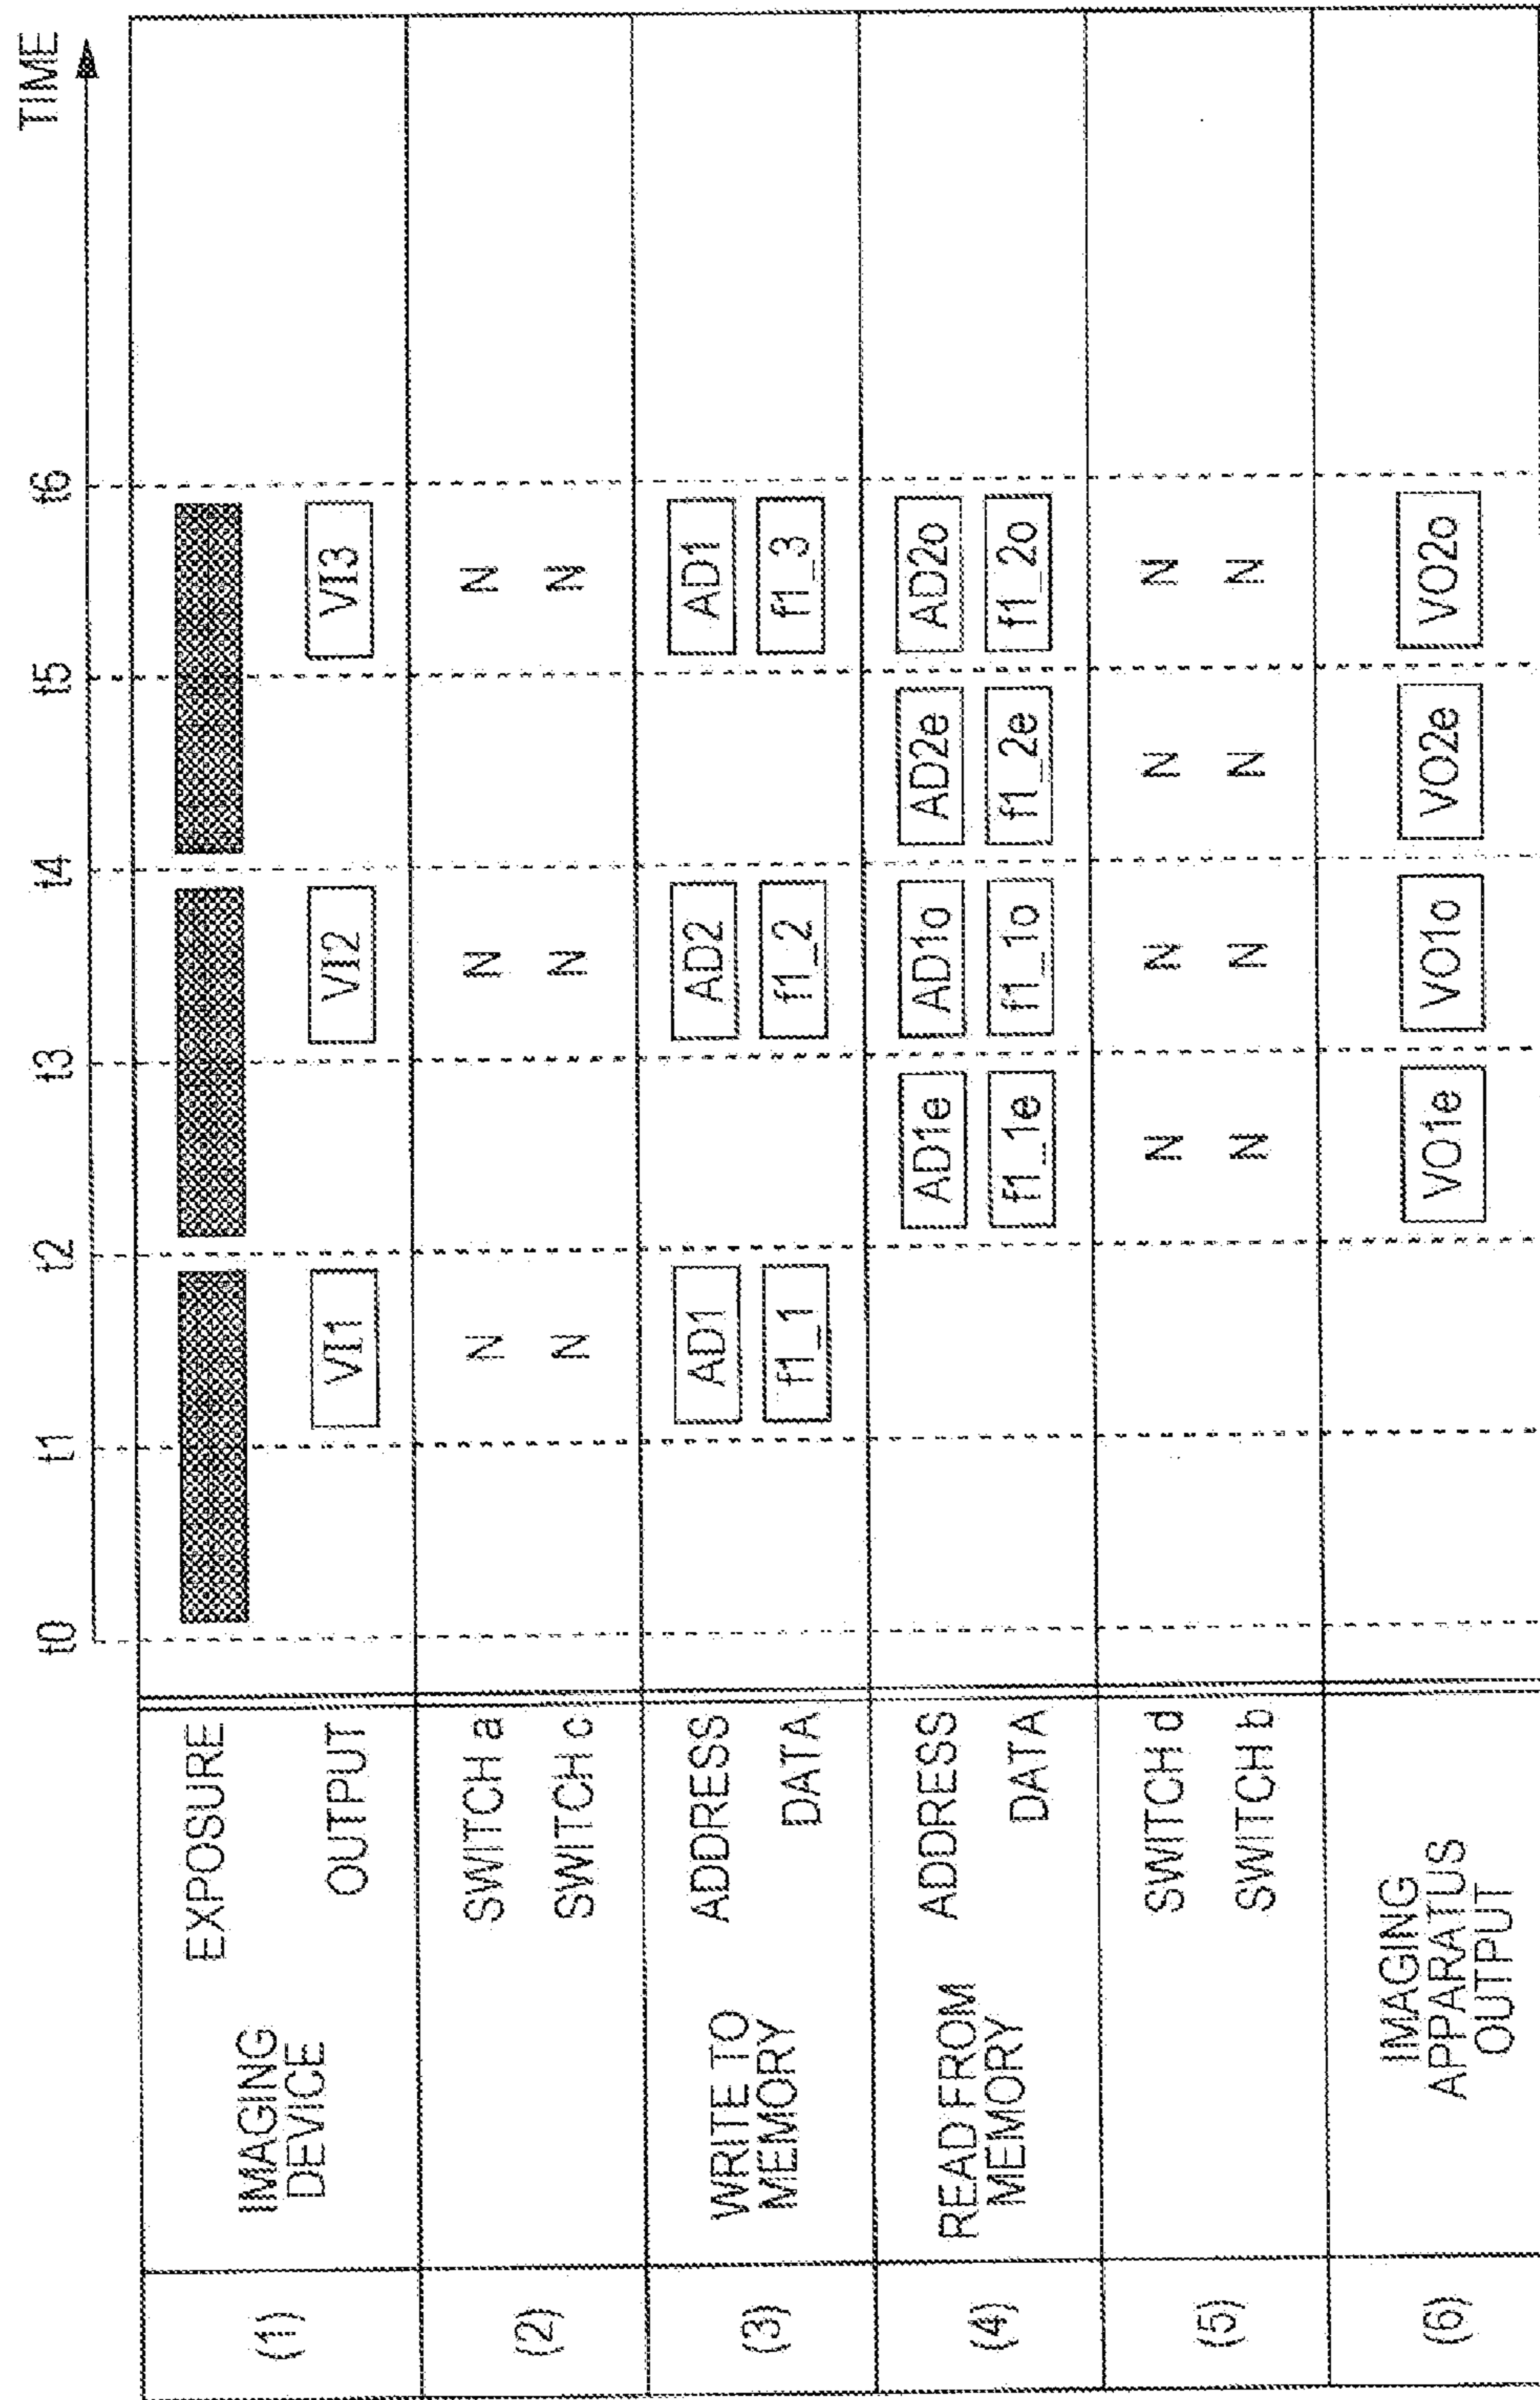 TIME
t0 t1 t2 t3 t4 t5 t6
(1) IMAGING DEVICE EXPOSURE
OUTPUT VI1 VI2 VI3
(2) SWITCH a N N N
SWITCH c N N N
(3) WRITE TO MEMORY ADDRESS AD1 AD2 AD1
DATA f1_1 f1_2 f1_3
(4) READ FROM MEMORY ADDRESS AD1e AD1o AD2e AD2o
DATA f1_1e f1_1o f1_2e f1_2o
(5) SWITCH d N N N N
SWITCH b N N N N
(6) IMAGING APPARATUS OUTPUT VO1e VO1o VO2e VO2o